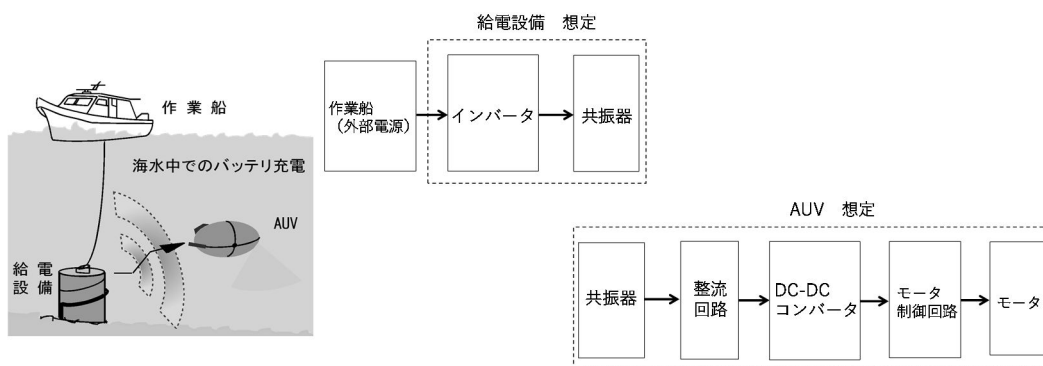 作業船
海水中でのバッテリ充電
AUV
給電
設備
給電設備　想定
作業船
（外部電源）
インバータ
共振器
AUV　想定
共振器
整流
回路
DC-DC
コンバータ
モータ
制御回路
モータ